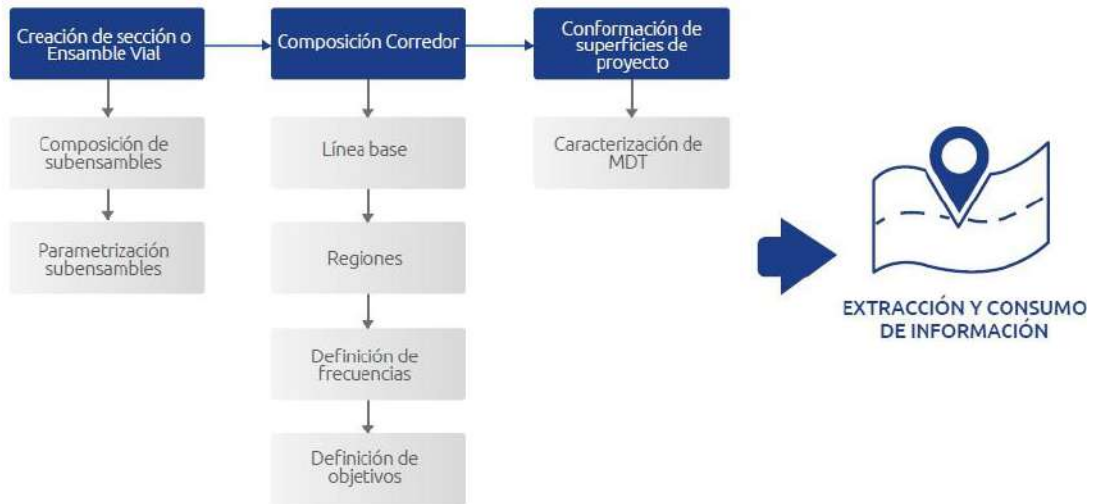 Creación de sección o
Ensamble Vial
Composición Corredor
Conformación de
superficies de
proyecto
Composición de
subensambles
Línea base
Caracterización de
MDT
Parametrización
subensambles
Regiones
Definición de
frecuencias
Definición de
objetivos
EXTRACCIÓN Y CONSUMO
DE INFORMACIÓN